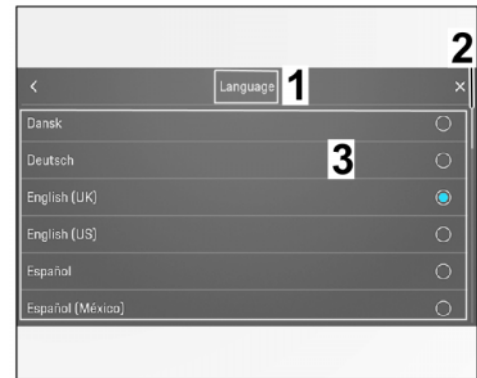 2
< Language 1 ×
Dansk
Deutsch 3
English (UK)
English (US)
Español
Español (México)